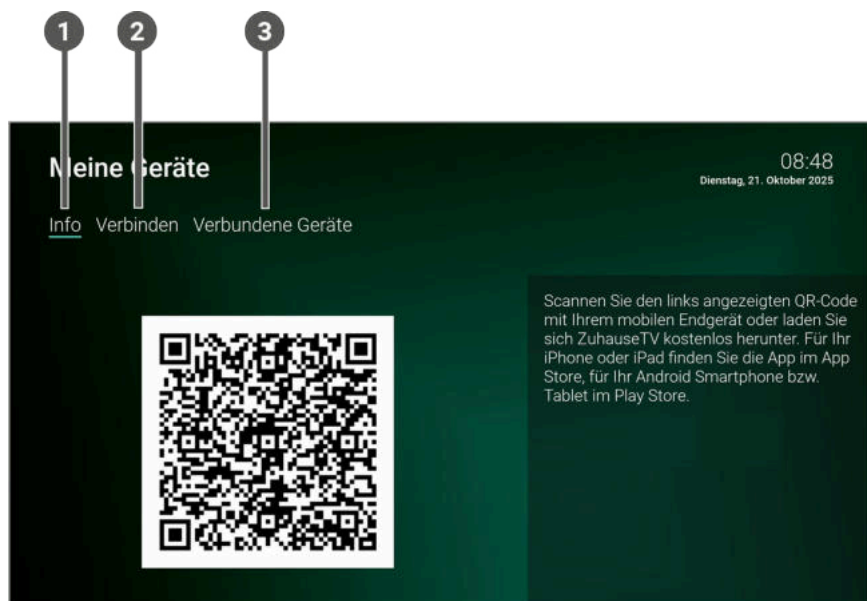 1 2 3
Meine Geräte
08:48
Dienstag, 21. Oktober 2025
Info Verbinden Verbundene Geräte
Scannen Sie den links angezeigten QR-Code
mit Ihrem mobilen Endgerät oder laden Sie
sich ZuhauseTV kostenlos herunter. Für Ihr
iPhone oder iPad finden Sie die App im App
Store, für Ihr Android Smartphone bzw.
Tablet im Play Store.